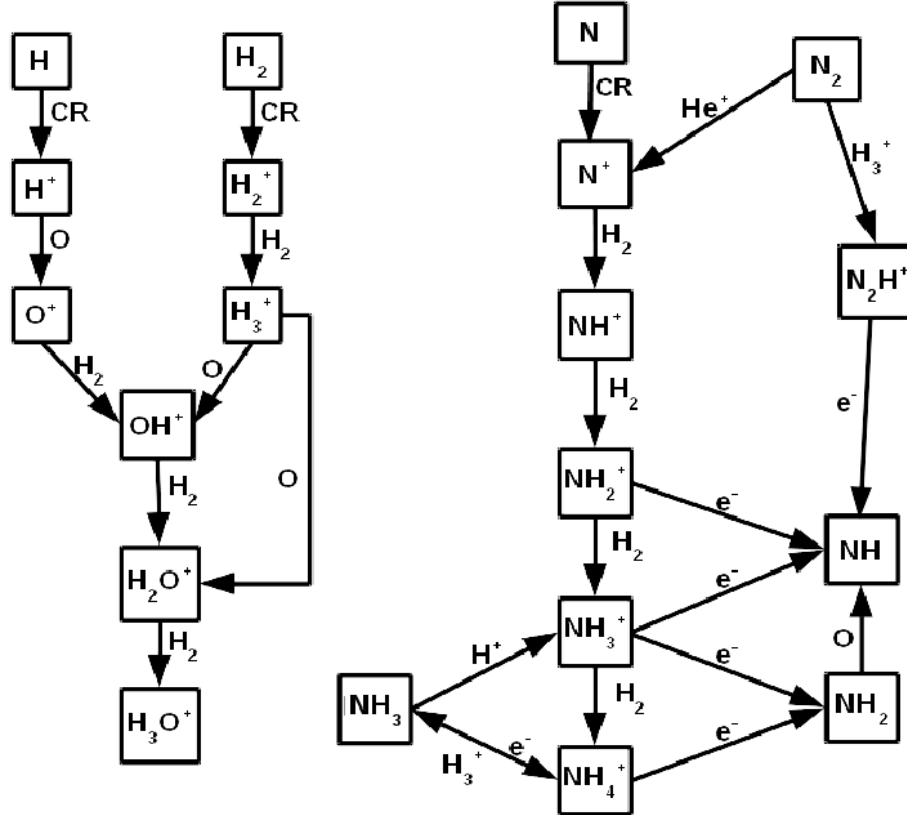 H
H₂
N
N₂
CR
CR
CR
He⁺
H₃⁺
H⁺
H₂⁺
N⁺
O
H₂
H₂
N₂H⁺
O⁺
H₃⁺
NH⁺
H₂
O
H₂
e⁻
OH⁺
O
NH₂⁺
e⁻
H₂
H₂
NH
H₂O⁺
e⁻
NH₃⁺
O
H₂
H⁺
e⁻
NH₃
H₂
NH₂
H₃O⁺
e⁻
e⁻
H₃⁺
NH₄⁺